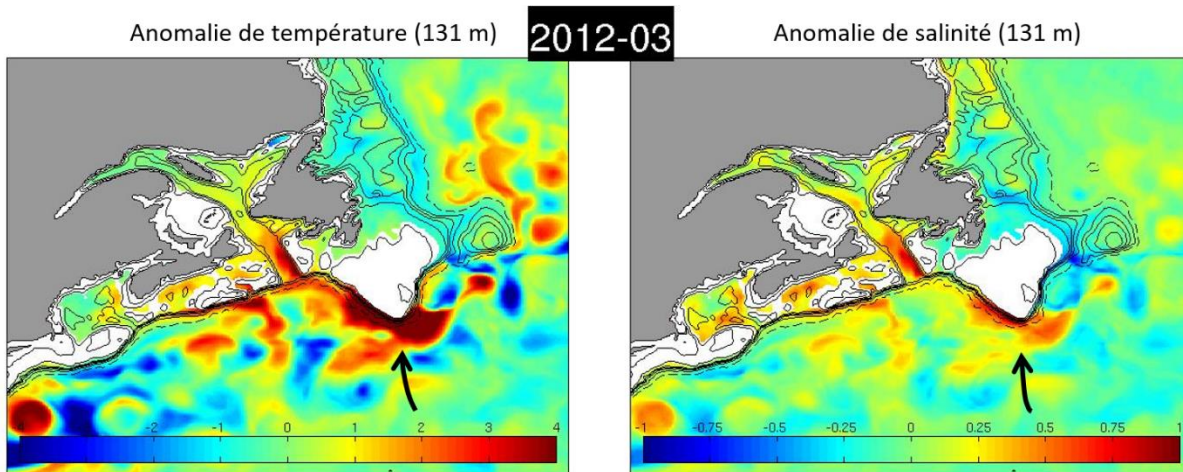 Anomalie de température (131 m)
2012-03
Anomalie de salinité (131 m)
-2 -1 0 1 2 3 4
-1 -0.75 -0.5 -0.25 0 0.25 0.5 0.75 1